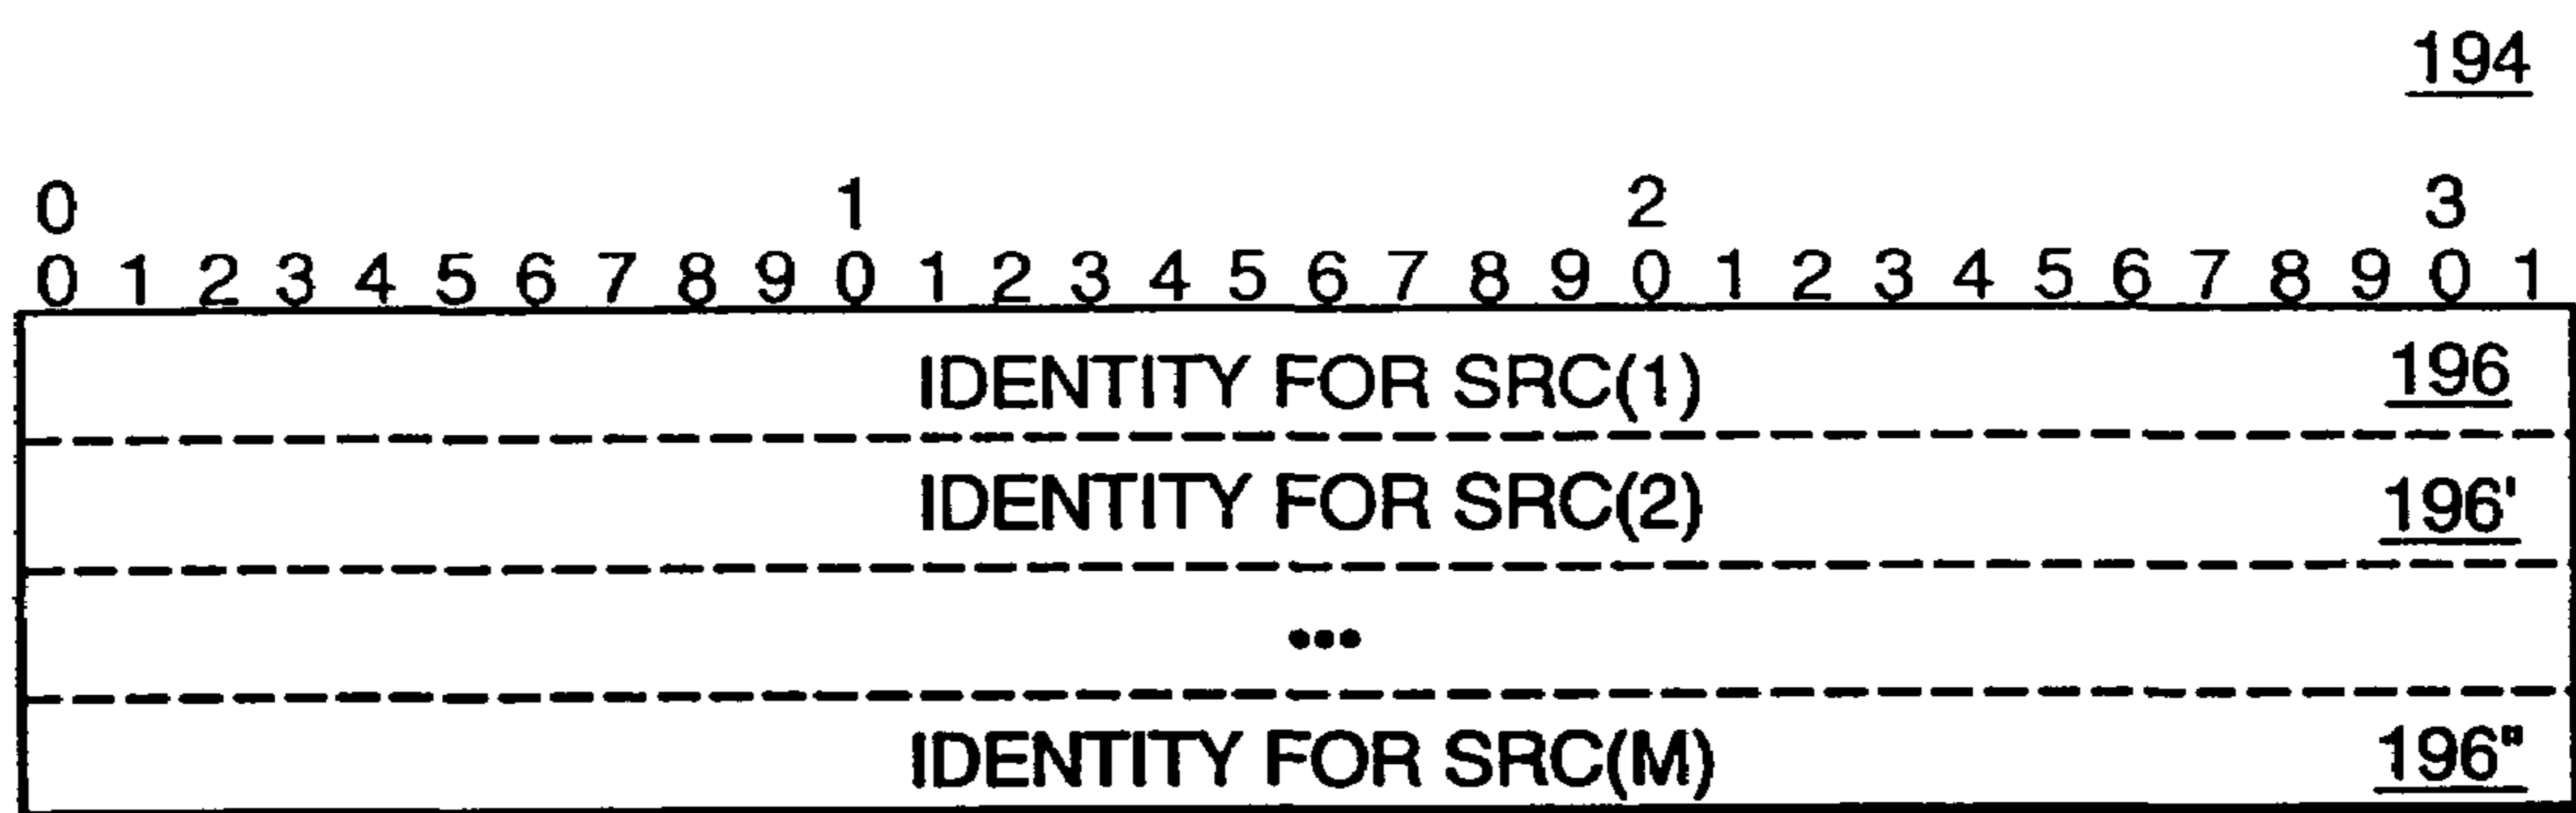 194
0 1 2 3
0 1 2 3 4 5 6 7 8 9 0 1 2 3 4 5 6 7 8 9 0 1 2 3 4 5 6 7 8 9 0 1
IDENTITY FOR SRC(1) 196
IDENTITY FOR SRC(2) 196'
•••
IDENTITY FOR SRC(M) 196"